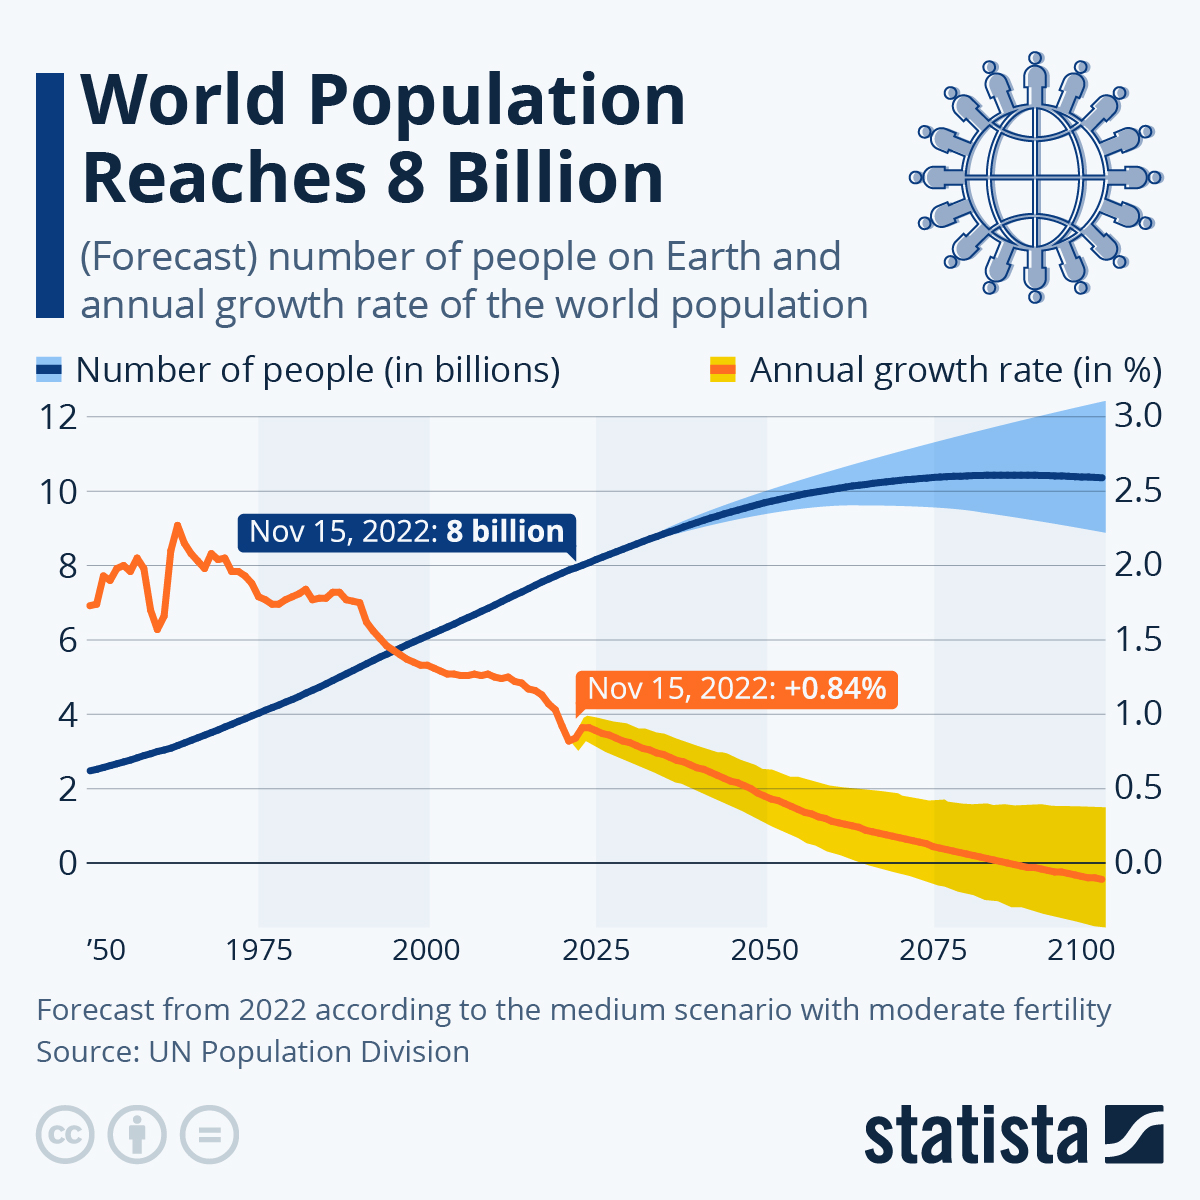 World Population
Reaches 8 Billion
(Forecast) number of people on Earth and
annual growth rate of the world population
Number of people (in billions)
Annual growth rate (in %)
12
3.0
10
2.5
Nov 15, 2022: 8 billion
8
2.0
6
1.5
Nov 15, 2022: +0.84%
4
1.0
2
0.5
0
0.0
’50 1975 2000 2025 2050 2075 2100
Forecast from 2022 according to the medium scenario with moderate fertility
Source: UN Population Division
cc
statista